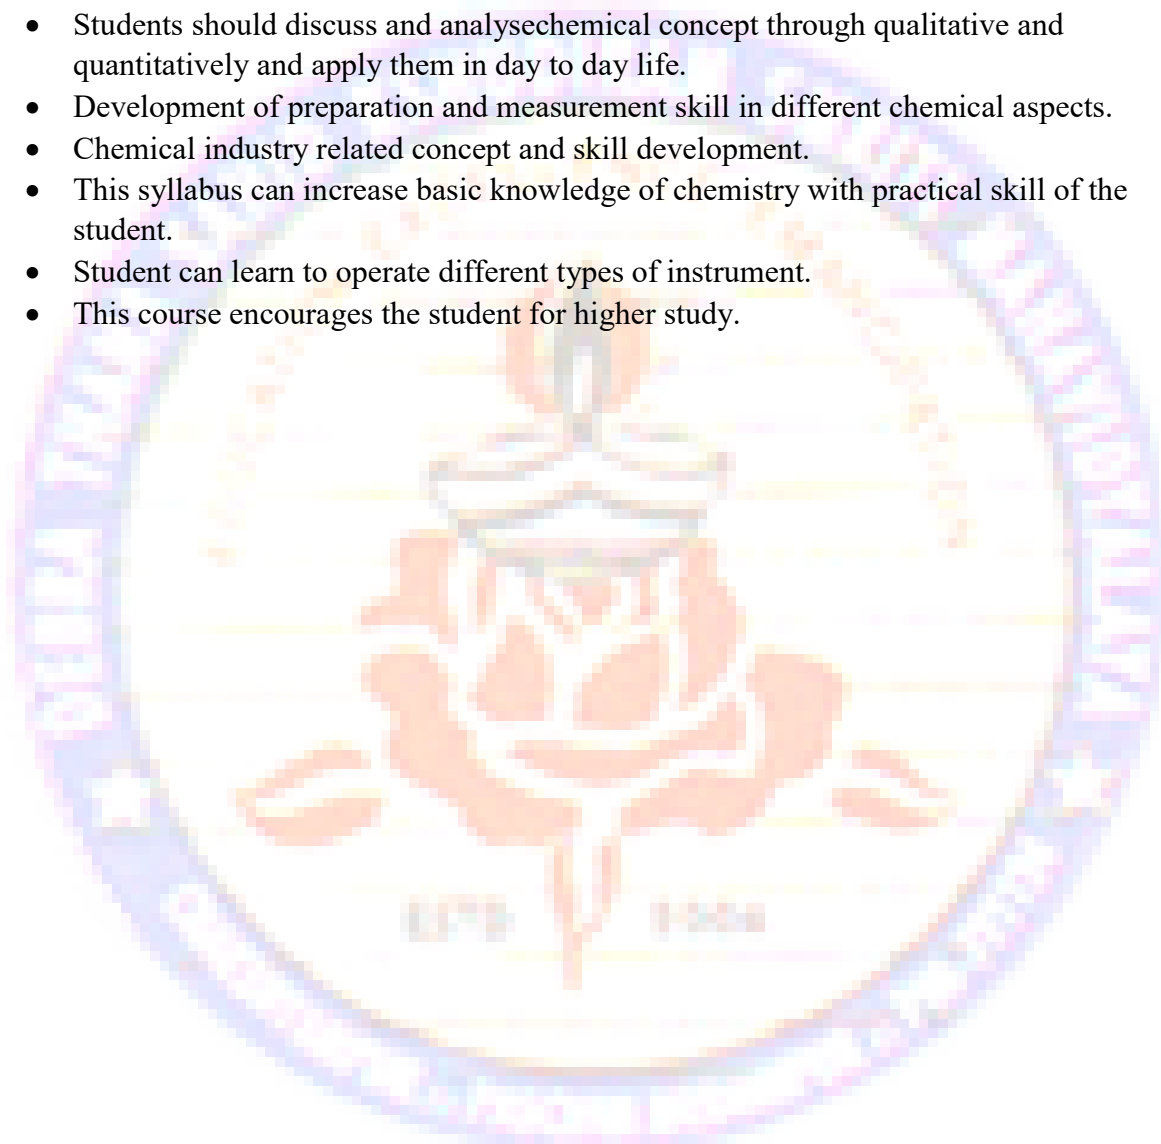 • Students should discuss and analysechemical concept through qualitative and
quantitatively and apply them in day to day life.
• Development of preparation and measurement skill in different chemical aspects.
• Chemical industry related concept and skill development.
• This syllabus can increase basic knowledge of chemistry with practical skill of the
student.
• Student can learn to operate different types of instrument.
• This course encourages the student for higher study.